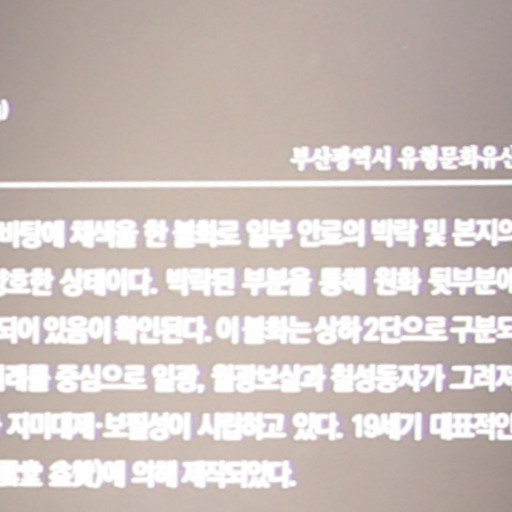 부산광역시 유형문화유산
바탕에 채색을 한 불화로 일부 안료의 박락 및 본지의
양호한 상태이다. 박락된 부분을 통해 원화 뒷부분에
되어 있음이 확인된다. 이 불화는 상하 2단으로 구분되
여래를 중심으로 일광, 월광보살과 칠성동자가 그려져
자미대제·보필성이 시립하고 있다. 19세기 대표적인
에 의해 제작되었다.